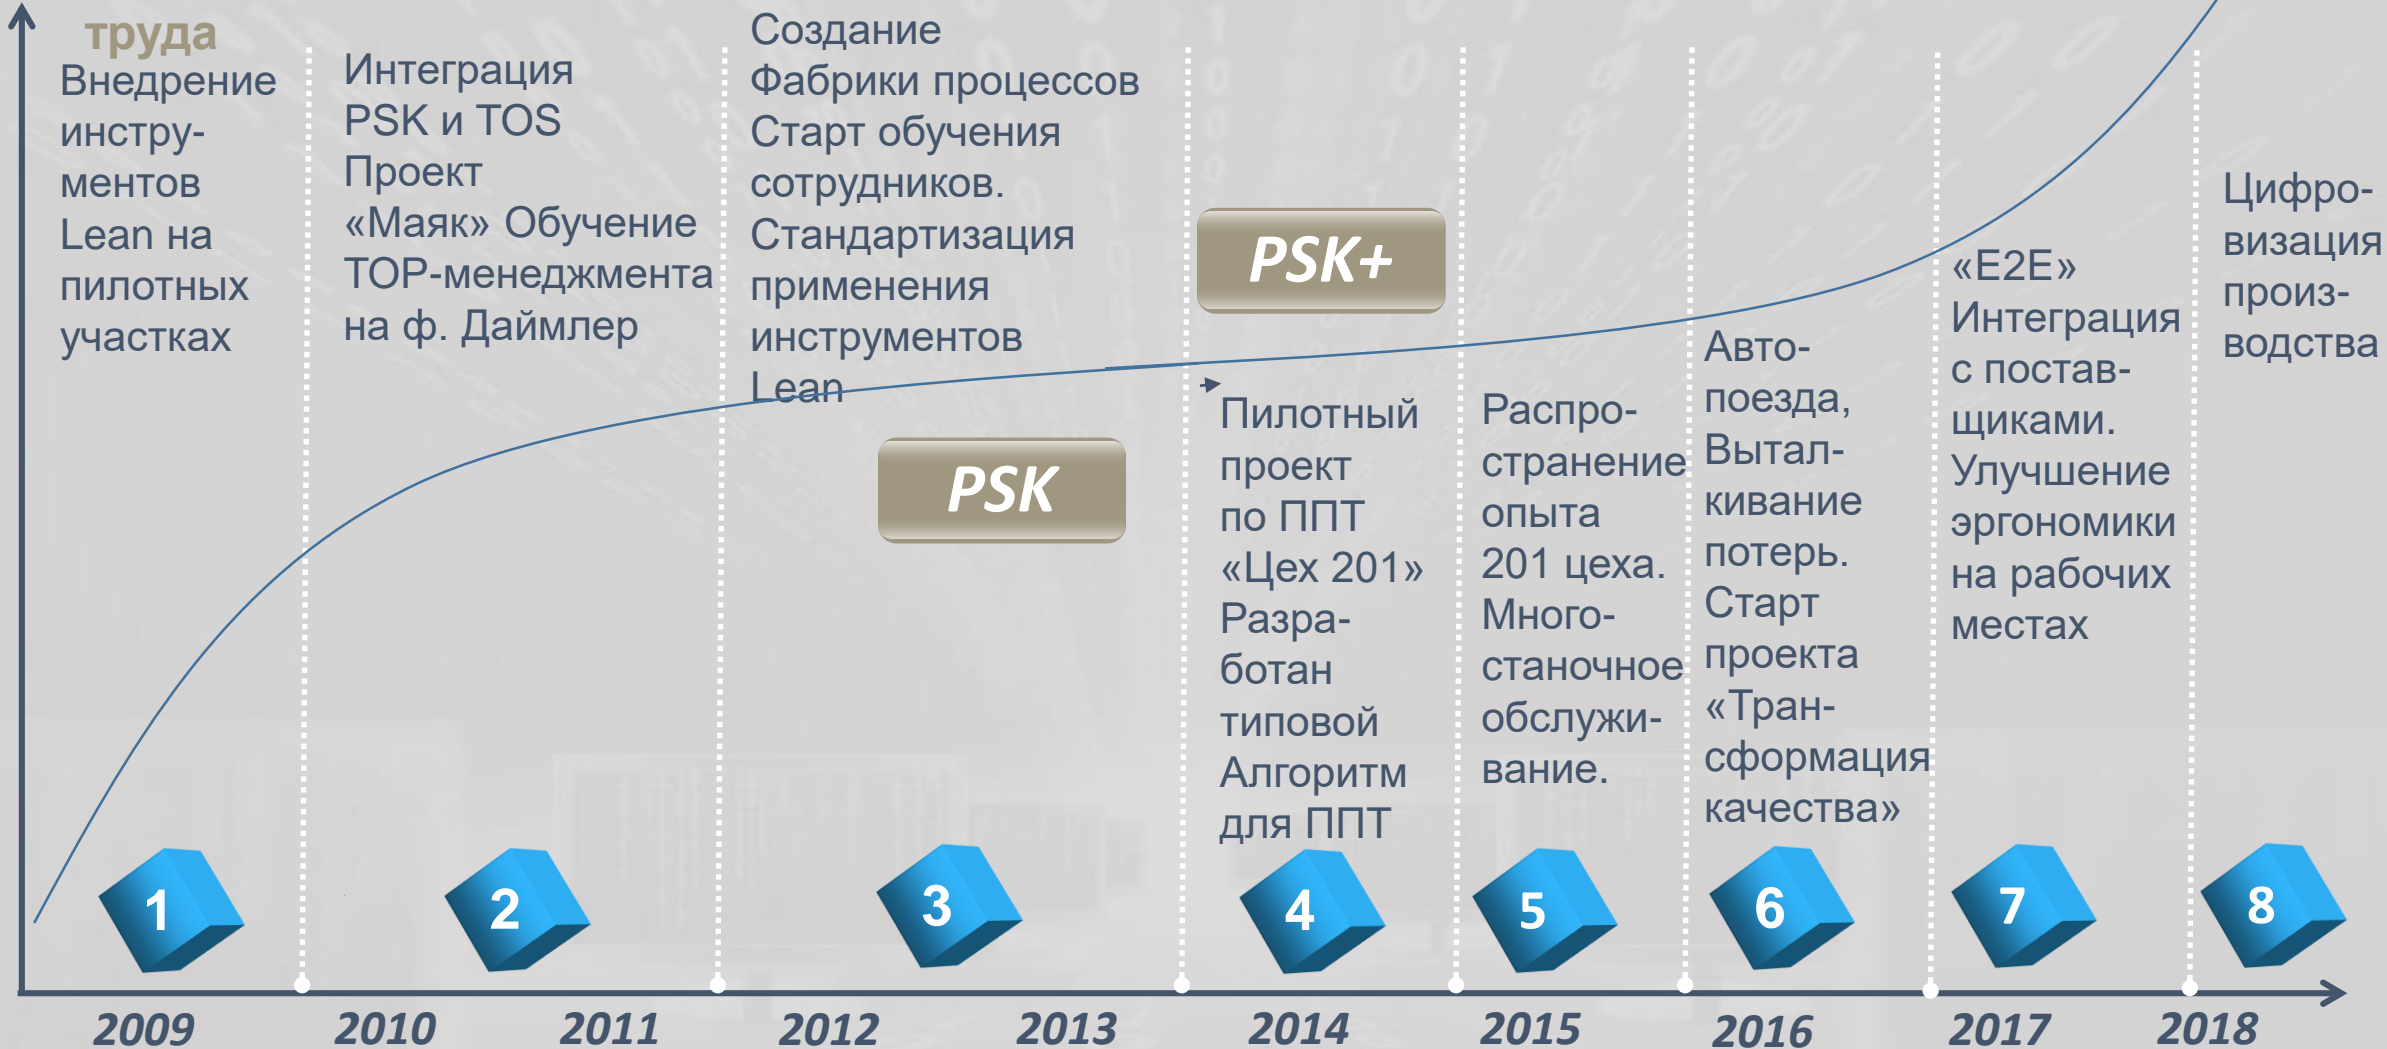 труда
Внедрение
инстру-
ментов
Lean на
пилотных
участках
Интеграция
PSK и TOS
Проект
«Маяк» Обучение
ТОР-менеджмента
на ф. Даймлер
Создание
Фабрики процессов
Старт обучения
сотрудников.
Стандартизация
применения
инструментов
Lean
PSK
PSK+
Пилотный
проект
по ППТ
«Цех 201»
Разра-
ботан
типовой
Алгоритм
для ППТ
Распро-
странение
опыта
201 цеха.
Много-
станочное
обслужи-
вание.
Авто-
поезда,
Вытал-
кивание
потерь.
Старт
проекта
«Тран-
сформация
качества»
«Е2Е»
Интеграция
с постав-
щиками.
Улучшение
эргономики
на рабочих
местах
Цифро-
визация
произ-
водства
1
2
3
4
5
6
7
8
2009
2010
2011
2012
2013
2014
2015
2016
2017
2018